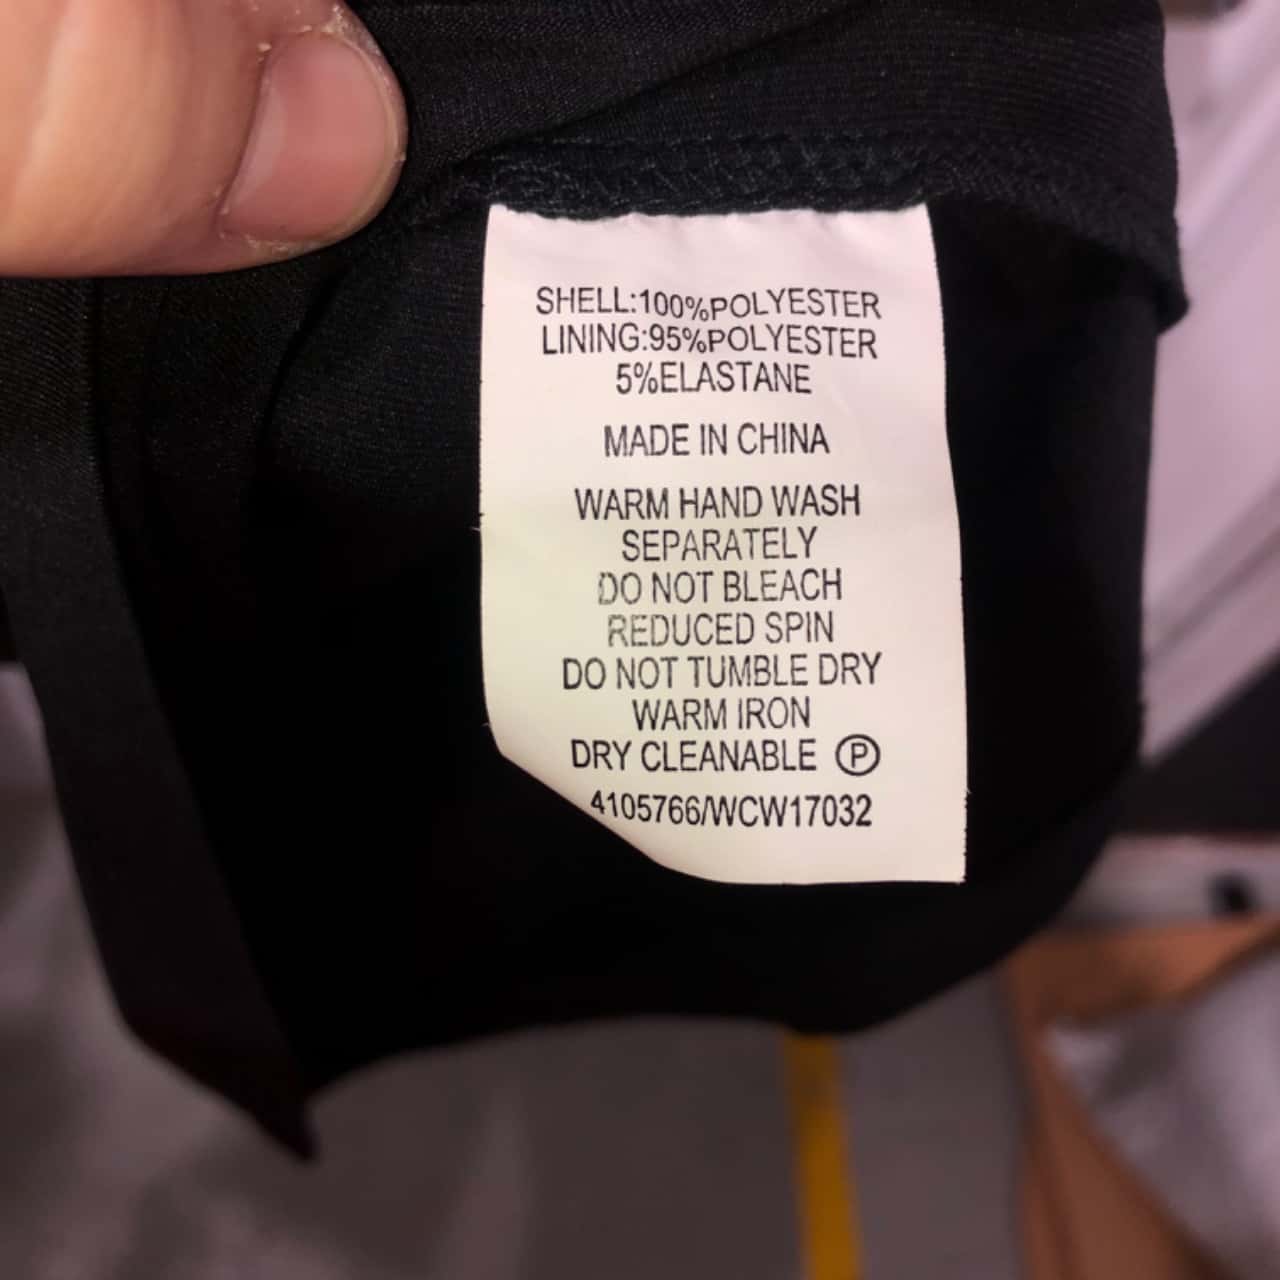 SHELL:100%POLYESTER
LINING:95%POLYESTER
5%ELASTANE
MADE IN CHINA
WARM HAND WASH
SEPARATELY
DO NOT BLEACH
REDUCED SPIN
DO NOT TUMBLE DRY
WARM IRON
DRY CLEANABLE Ⓟ
4105766/WCW17032